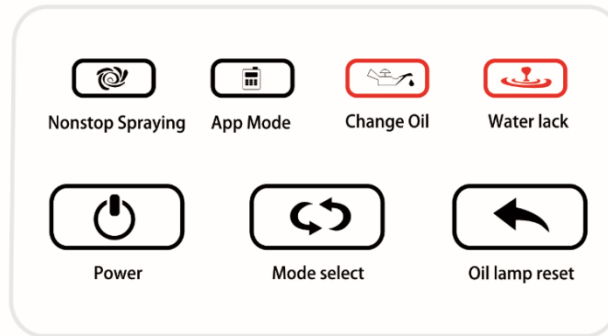 Nonstop Spraying
App Mode
Change Oil
Water lack
Power
Mode select
Oil lamp reset